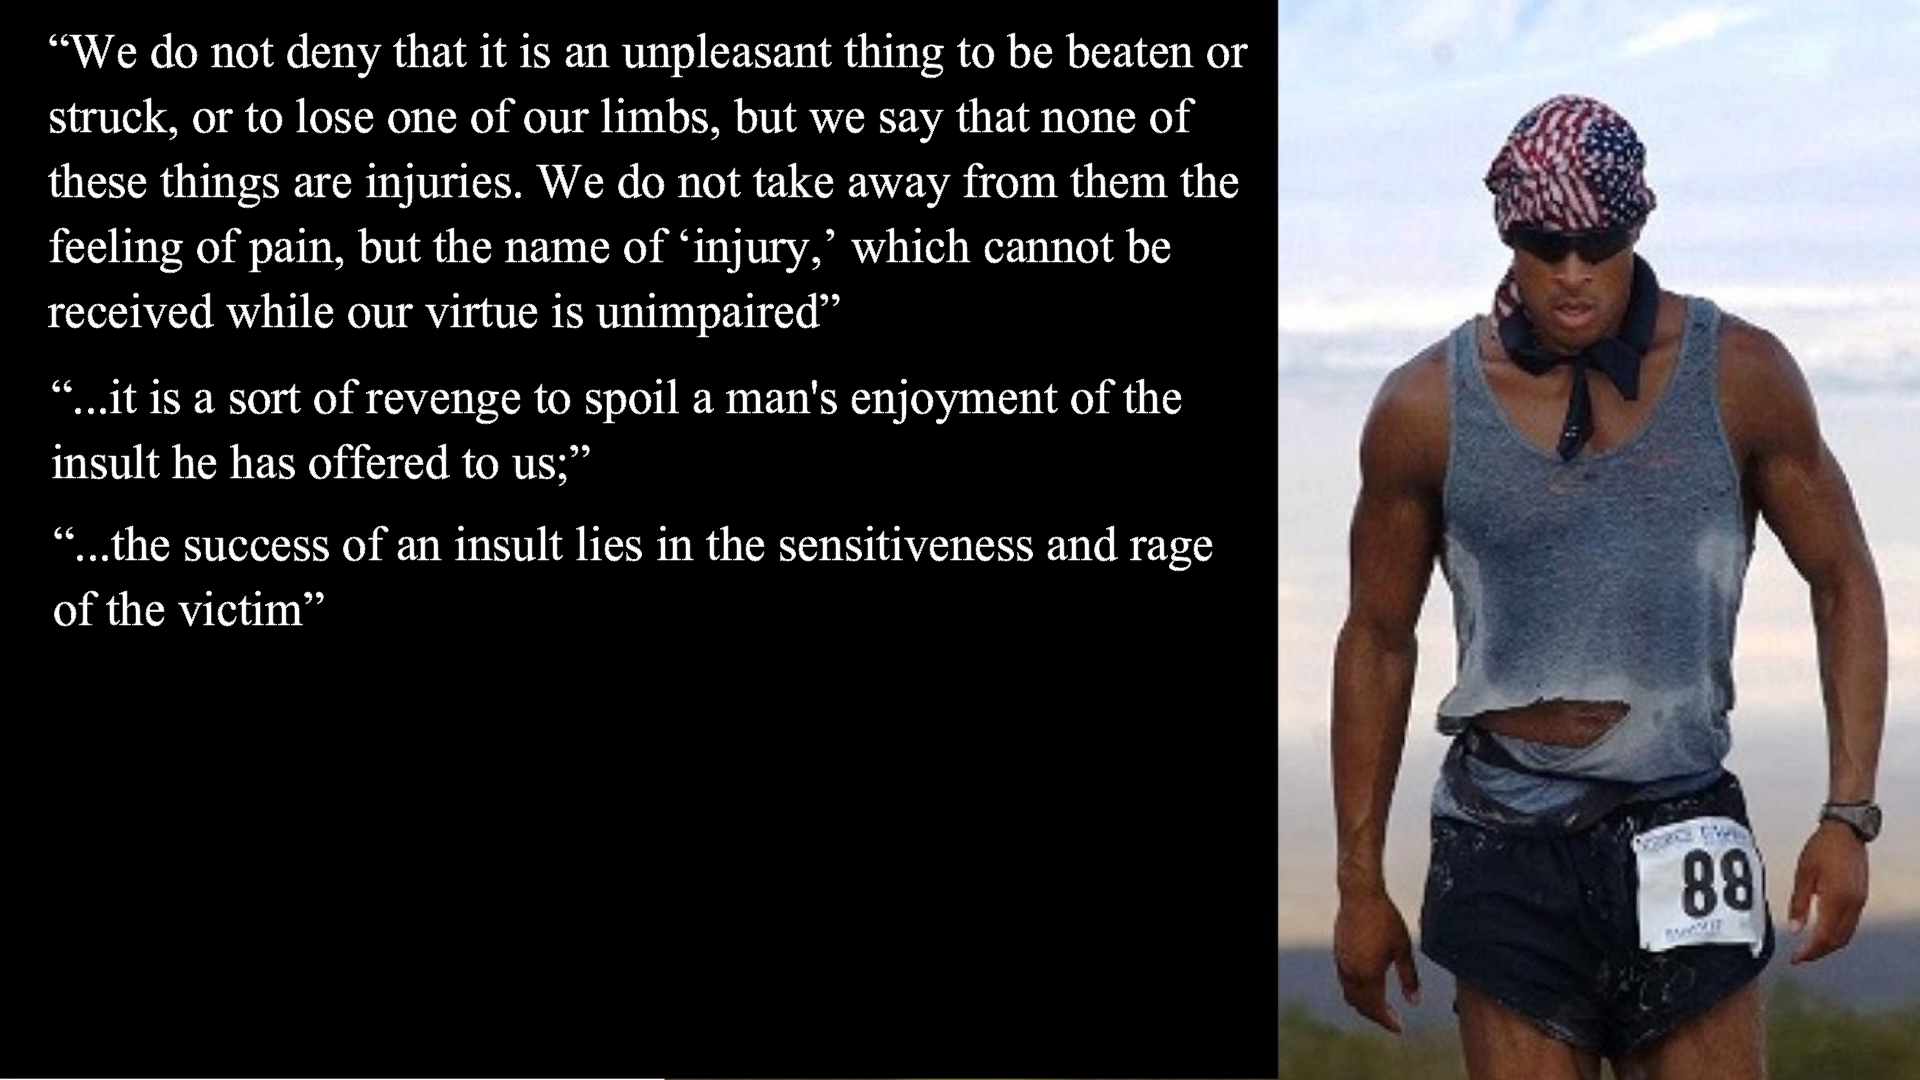 “We do not deny that it is an unpleasant thing to be beaten or
struck, or to lose one of our limbs, but we say that none of
these things are injuries. We do not take away from them the
feeling of pain, but the name of ‘injury,’ which cannot be
received while our virtue is unimpaired”
“...it is a sort of revenge to spoil a man's enjoyment of the
insult he has offered to us;”
“...the success of an insult lies in the sensitiveness and rage
of the victim”
88